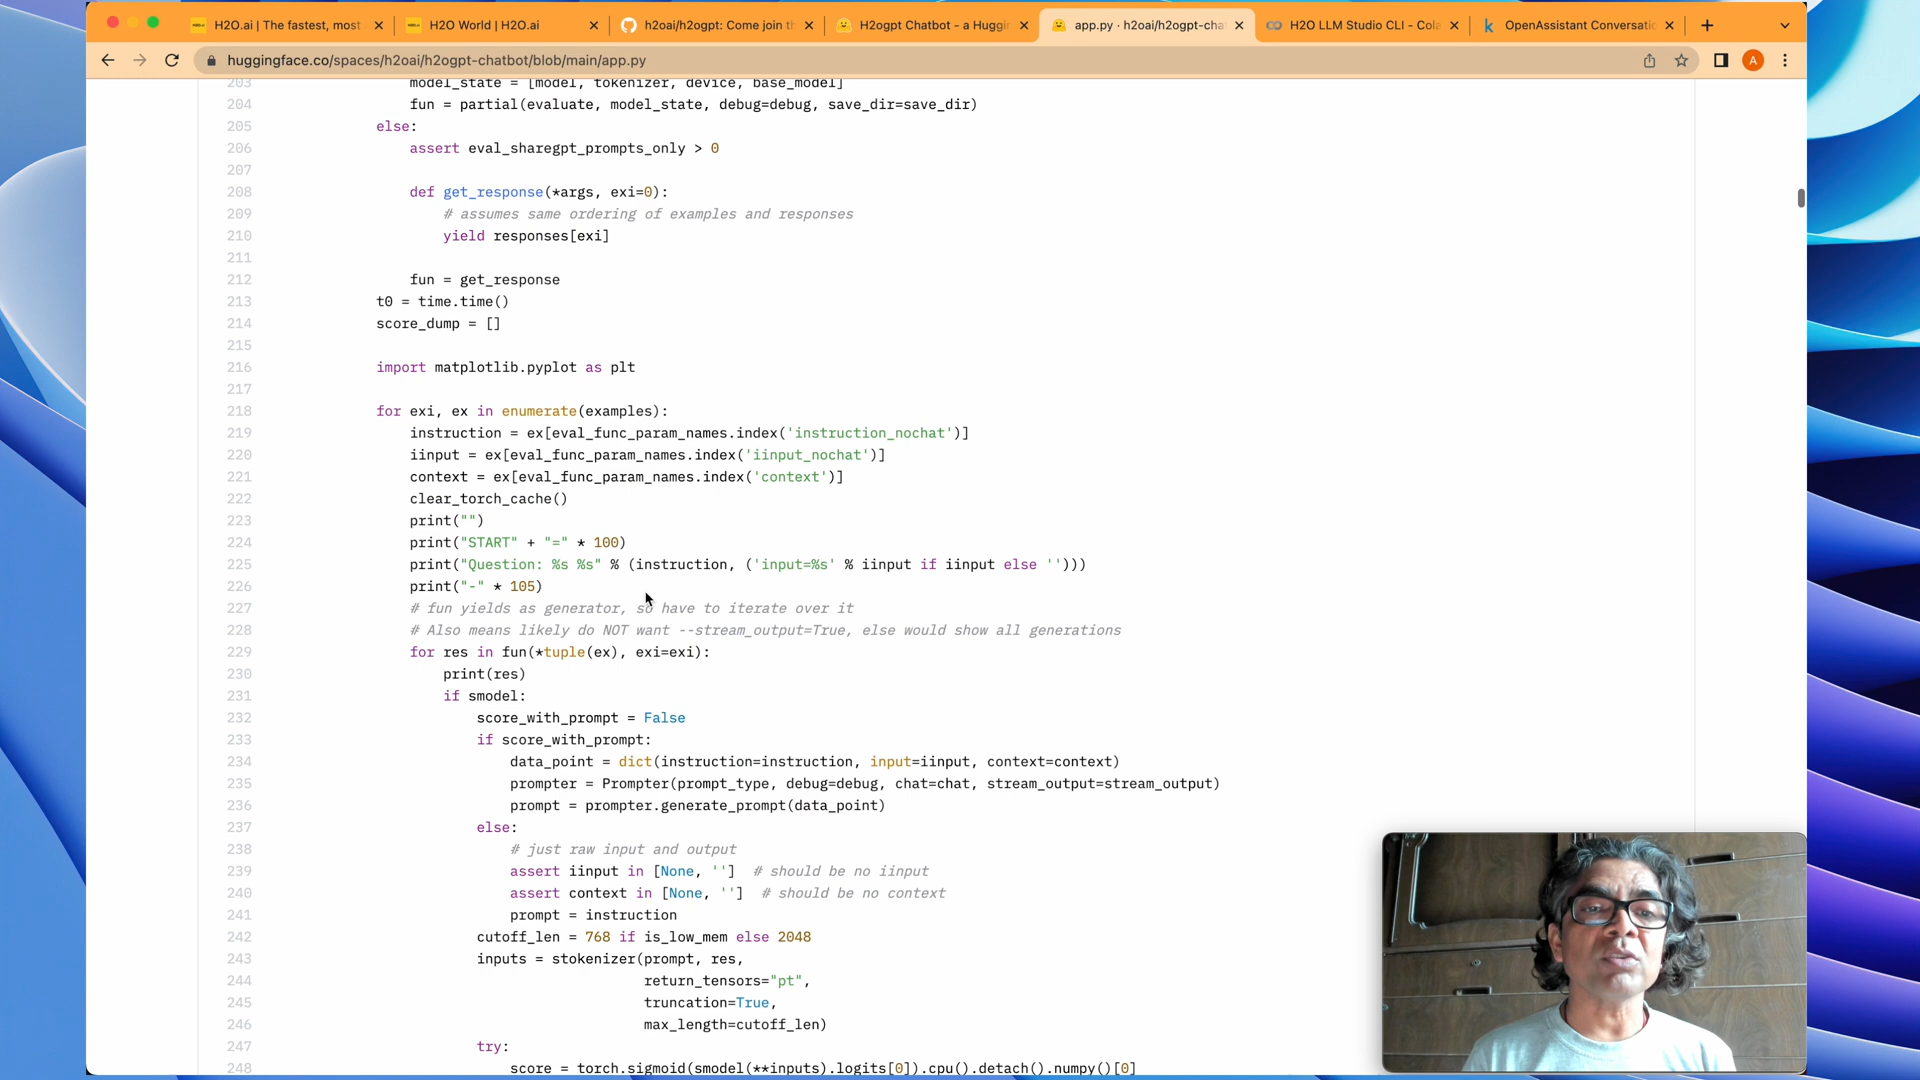 H2O.ai | The fastest, most
H2O World | H2O.ai
h2oai/h2ogpt: Come join th
H2ogpt Chatbot - a Huggin
app.py · h2oai/h2ogpt-cha
H2O LLM Studio CLI - Cola
OpenAssistant Conversatio
huggingface.co/spaces/h2oai/h2ogpt-chatbot/blob/main/app.py
A
203 model_state = [model, tokenizer, device, base_model]
204 fun = partial(evaluate, model_state, debug=debug, save_dir=save_dir)
205 else:
206 assert eval_sharegpt_prompts_only > 0
207
208 def get_response(*args, exi=0):
209 # assumes same ordering of examples and responses
210 yield responses[exi]
211
212 fun = get_response
213 t0 = time.time()
214 score_dump = []
215
216 import matplotlib.pyplot as plt
217
218 for exi, ex in enumerate(examples):
219 instruction = ex[eval_func_param_names.index('instruction_nochat')]
220 iinput = ex[eval_func_param_names.index('iinput_nochat')]
221 context = ex[eval_func_param_names.index('context')]
222 clear_torch_cache()
223 print("")
224 print("START" + "=" * 100)
225 print("Question: %s %s" % (instruction, ('input=%s' % iinput if iinput else '')))
226 print("-" * 105)
227 # fun yields as generator, so have to iterate over it
228 # Also means likely do NOT want --stream_output=True, else would show all generations
229 for res in fun(*tuple(ex), exi=exi):
230 print(res)
231 if smodel:
232 score_with_prompt = False
233 if score_with_prompt:
234 data_point = dict(instruction=instruction, input=iinput, context=context)
235 prompter = Prompter(prompt_type, debug=debug, chat=chat, stream_output=stream_output)
236 prompt = prompter.generate_prompt(data_point)
237 else:
238 # just raw input and output
239 assert iinput in [None, ''] # should be no iinput
240 assert context in [None, ''] # should be no context
241 prompt = instruction
242 cutoff_len = 768 if is_low_mem else 2048
243 inputs = stokenizer(prompt, res,
244 return_tensors="pt",
245 truncation=True,
246 max_length=cutoff_len)
247 try:
248 score = torch.sigmoid(smodel(**inputs).logits[0]).cpu().detach().numpy()[0]